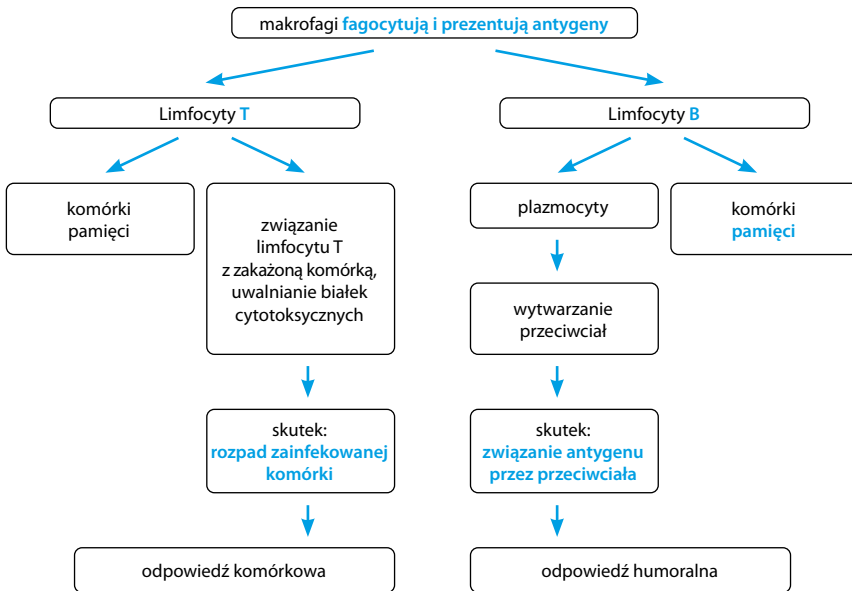 makrofagi fagocytują i prezentują antygeny
Limfocyty T
Limfocyty B
komórki
pamięci
związanie
limfocytu T
z zakażoną komórką,
uwalnianie białek
cytotoksycznych
plazmocyty
komórki
pamięci
wytwarzanie
przeciwciał
skutek:
rozpad zainfekowanej
komórki
skutek:
związanie antygenu
przez przeciwciała
odpowiedź komórkowa
odpowiedź humoralna